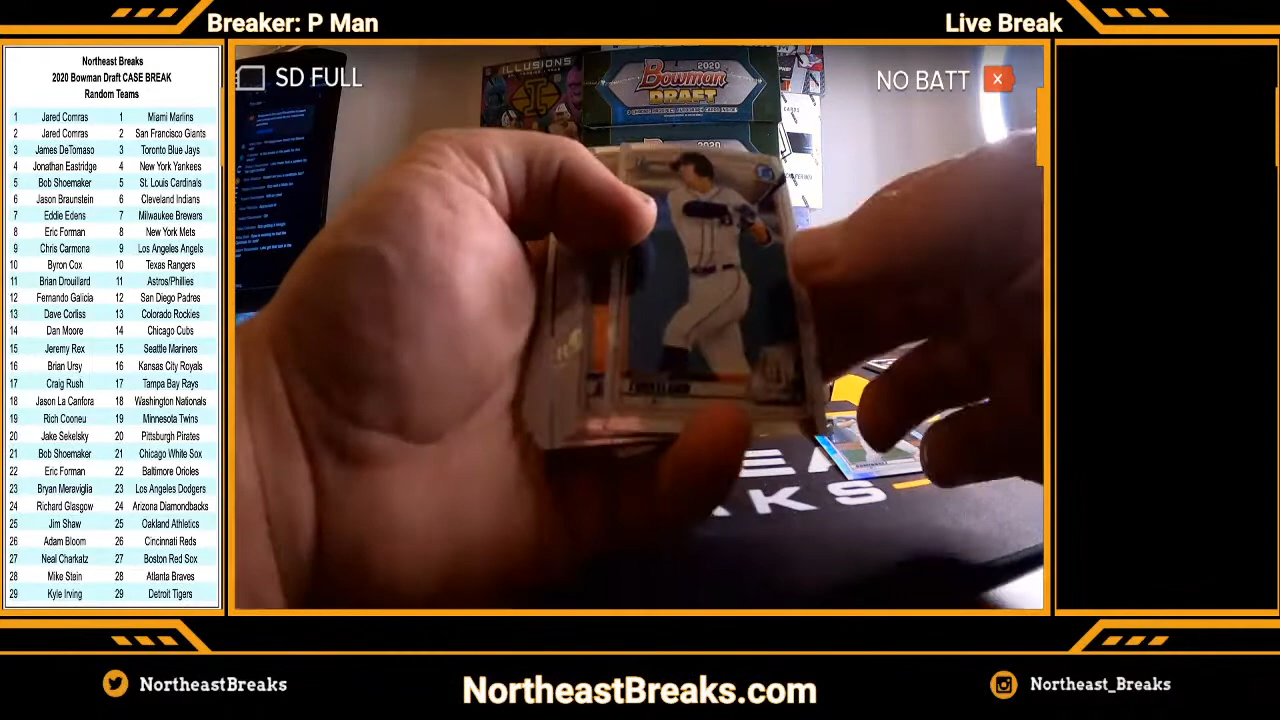 Breaker: P Man
Live Break
Northeast Breaks
2020 Bowman Draft CASE BREAK
Random Teams
Jared Comras 1 Miami Marlins
2 Jared Comras 2 San Francisco Giants
3 James DeTomaso 3 Toronto Blue Jays
4 Jonathan Eastridge 4 New York Yankees
5 Bob Shoemaker 5 St. Louis Cardinals
6 Jason Braunstein 6 Cleveland Indians
7 Eddie Edens 7 Milwaukee Brewers
8 Eric Forman 8 New York Mets
9 Chris Carmona 9 Los Angeles Angels
10 Byron Cox 10 Texas Rangers
11 Brian Drouillard 11 Astros/Phillies
12 Fernando Galicia 12 San Diego Padres
13 Dave Corliss 13 Colorado Rockies
14 Dan Moore 14 Chicago Cubs
15 Jeremy Rex 15 Seattle Mariners
16 Brian Ursy 16 Kansas City Royals
17 Craig Rush 17 Tampa Bay Rays
18 Jason La Canfora 18 Washington Nationals
19 Rich Cooneu 19 Minnesota Twins
20 Jake Sekelsky 20 Pittsburgh Pirates
21 Bob Shoemaker 21 Chicago White Sox
22 Eric Forman 22 Baltimore Orioles
23 Bryan Meraviglia 23 Los Angeles Dodgers
24 Richard Glasgow 24 Arizona Diamondbacks
25 Jim Shaw 25 Oakland Athletics
26 Adam Bloom 26 Cincinnati Reds
27 Neal Charkatz 27 Boston Red Sox
28 Mike Stein 28 Atlanta Braves
29 Kyle Irving 29 Detroit Tigers
SD FULL
NO BATT
ILLUSIONS
2020
Bowman
DRAFT
2020
EA
AKS
NortheastBreaks
NortheastBreaks.com
Northeast_Breaks